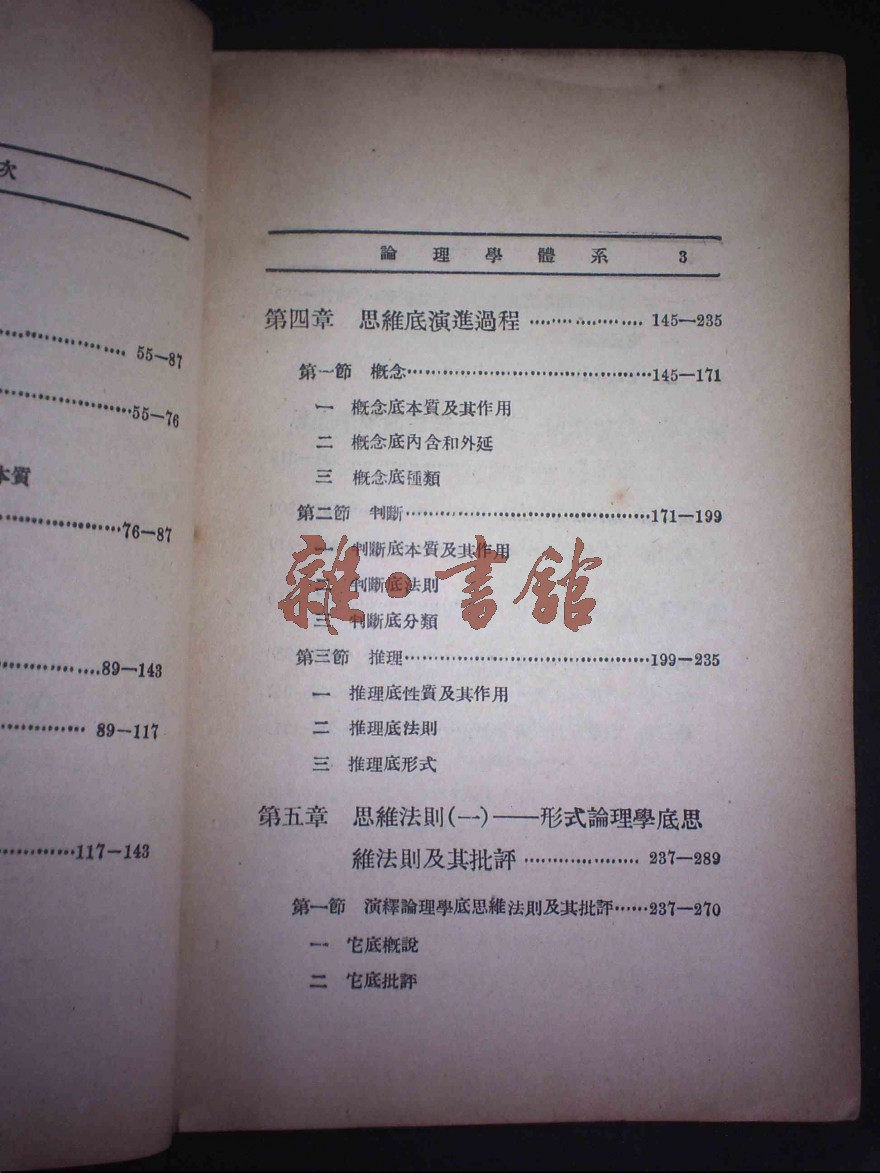 次
55—87
55—76
本質
76—87
89—143
89—117
117—143
論理學體系 3
第四章 思維底演進過程 ……………… 145—235
第一節 概念……………………………………145—171
一 概念底本質及其作用
二 概念底內含和外延
三 概念底種類
第二節 判斷……………………………………171—199
一 判斷底本質及其作用
二 判斷底法則
三 判斷底分類
第三節 推理……………………………………199—235
一 推理底性質及其作用
二 推理底法則
三 推理底形式
第五章 思維法則(一)——形式論理學底思
維法則及其批評 ……………… 237—289
第一節 演繹論理學底思維法則及其批評……237—270
一 它底概說
二 它底批評
雜·書館